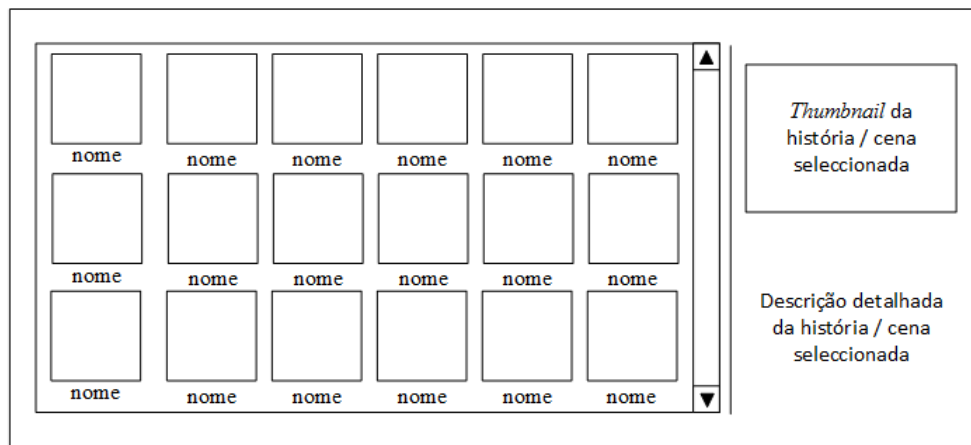 nome nome nome nome nome nome
nome nome nome nome nome nome
nome nome nome nome nome nome
Thumbnail da
história / cena
seleccionada
Descrição detalhada
da história / cena
seleccionada